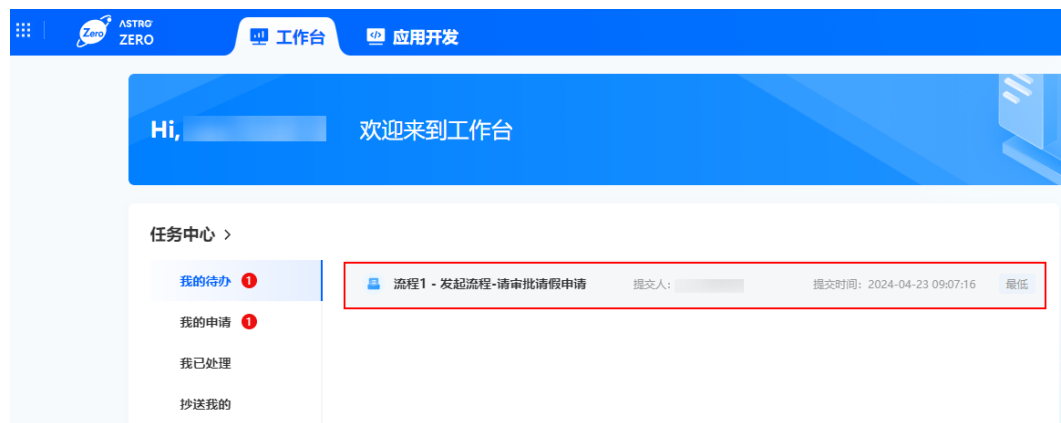 Zero
ASTRO
ZERO
工作台
应用开发
Hi,
欢迎来到工作台
任务中心 >
我的待办 1
流程1 - 发起流程-请审批请假申请 提交人: 提交时间: 2024-04-23 09:07:16 最低
我的申请 1
我已处理
抄送我的